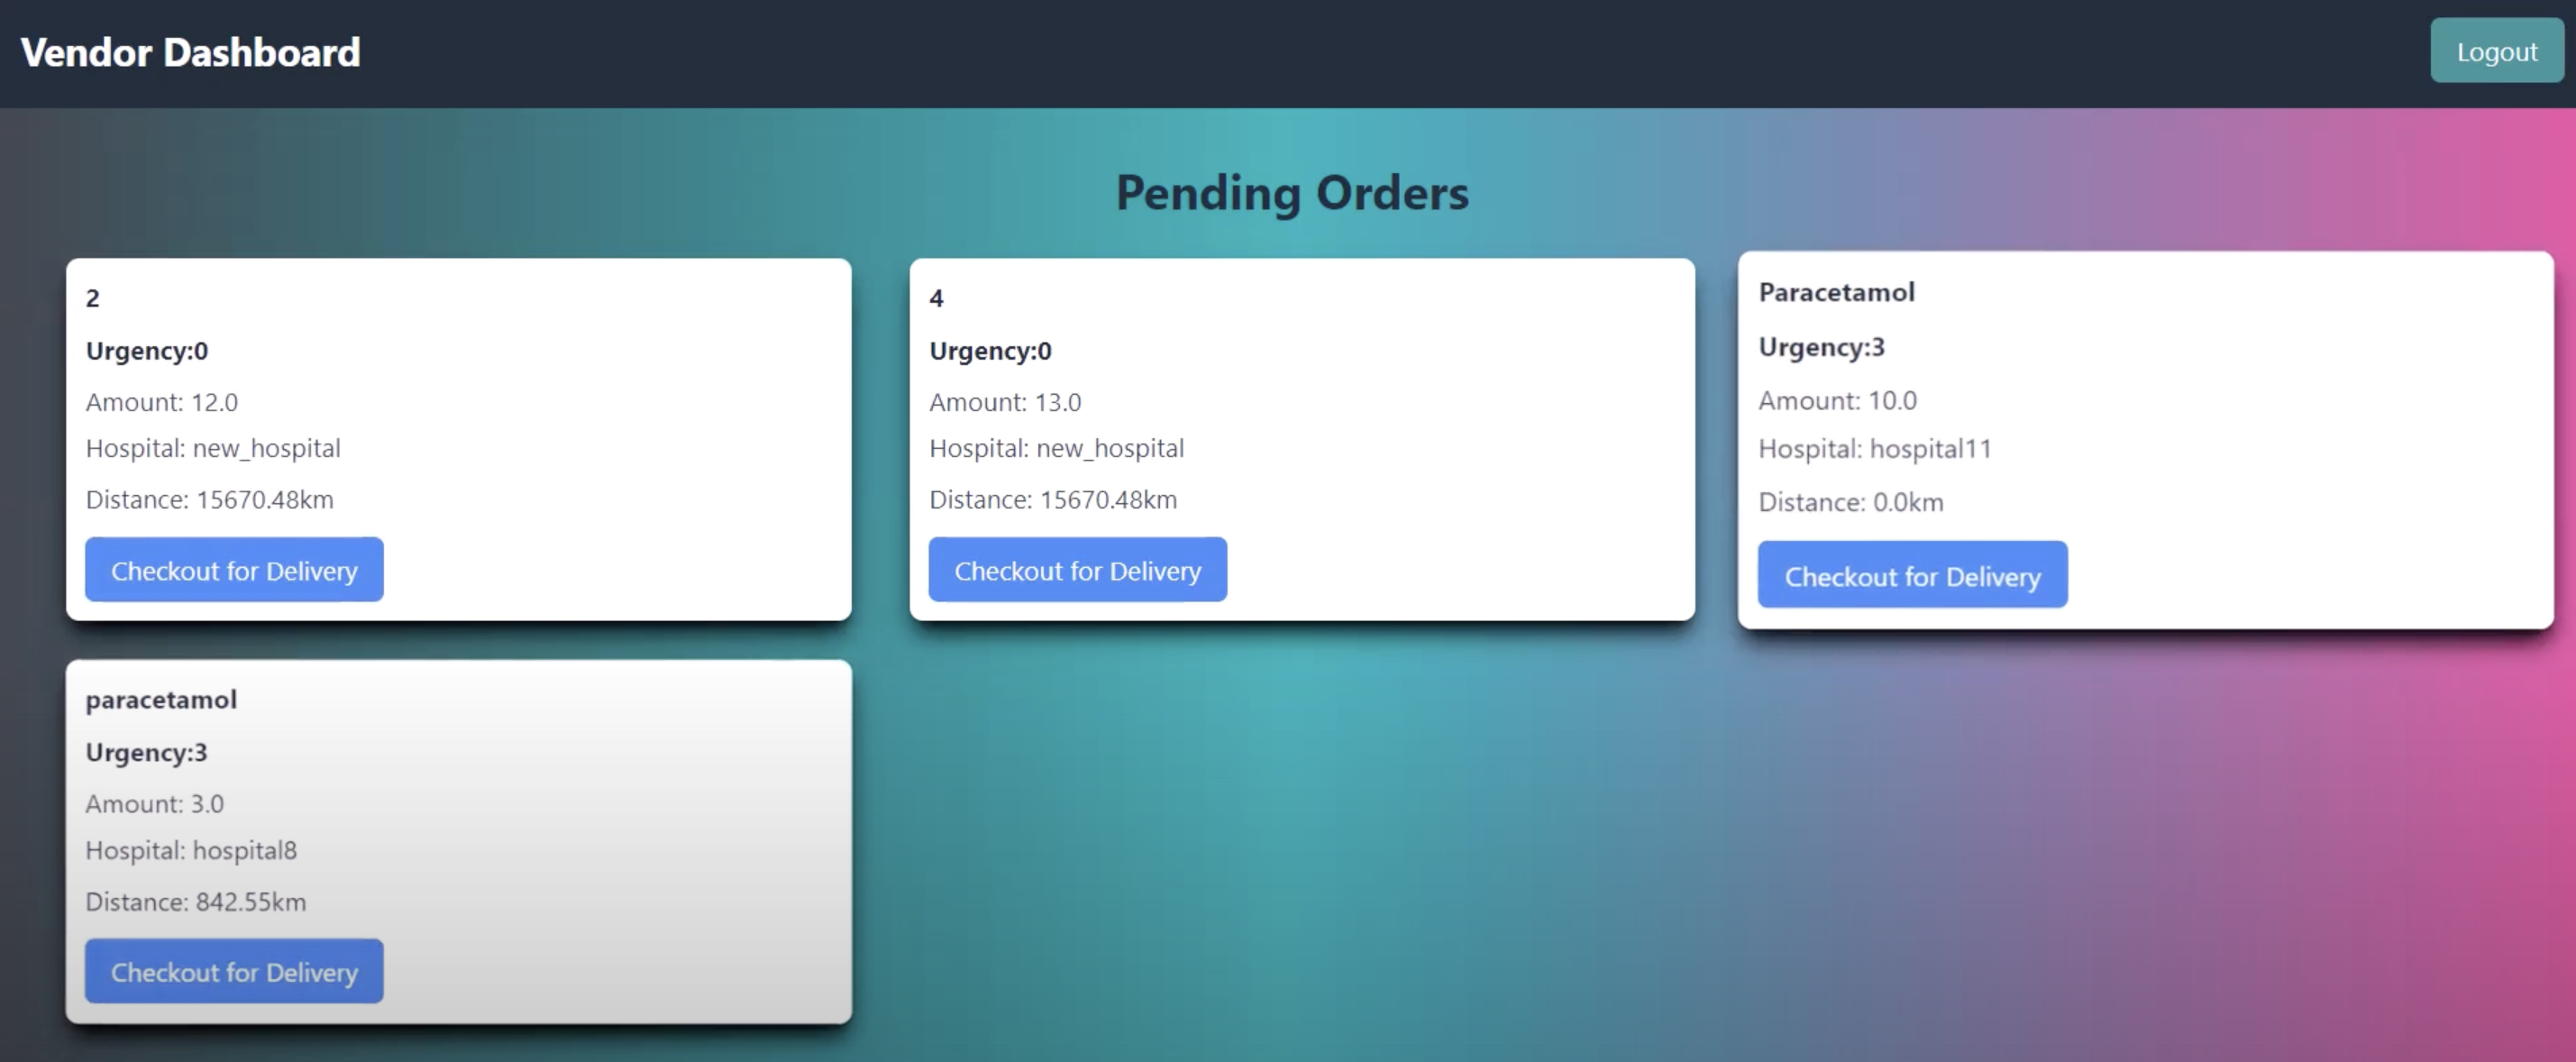 Vendor Dashboard
Logout
Pending Orders
2
Urgency:0
Amount: 12.0
Hospital: new_hospital
Distance: 15670.48km
Checkout for Delivery
4
Urgency:0
Amount: 13.0
Hospital: new_hospital
Distance: 15670.48km
Checkout for Delivery
Paracetamol
Urgency:3
Amount: 10.0
Hospital: hospital11
Distance: 0.0km
Checkout for Delivery
paracetamol
Urgency:3
Amount: 3.0
Hospital: hospital8
Distance: 842.55km
Checkout for Delivery